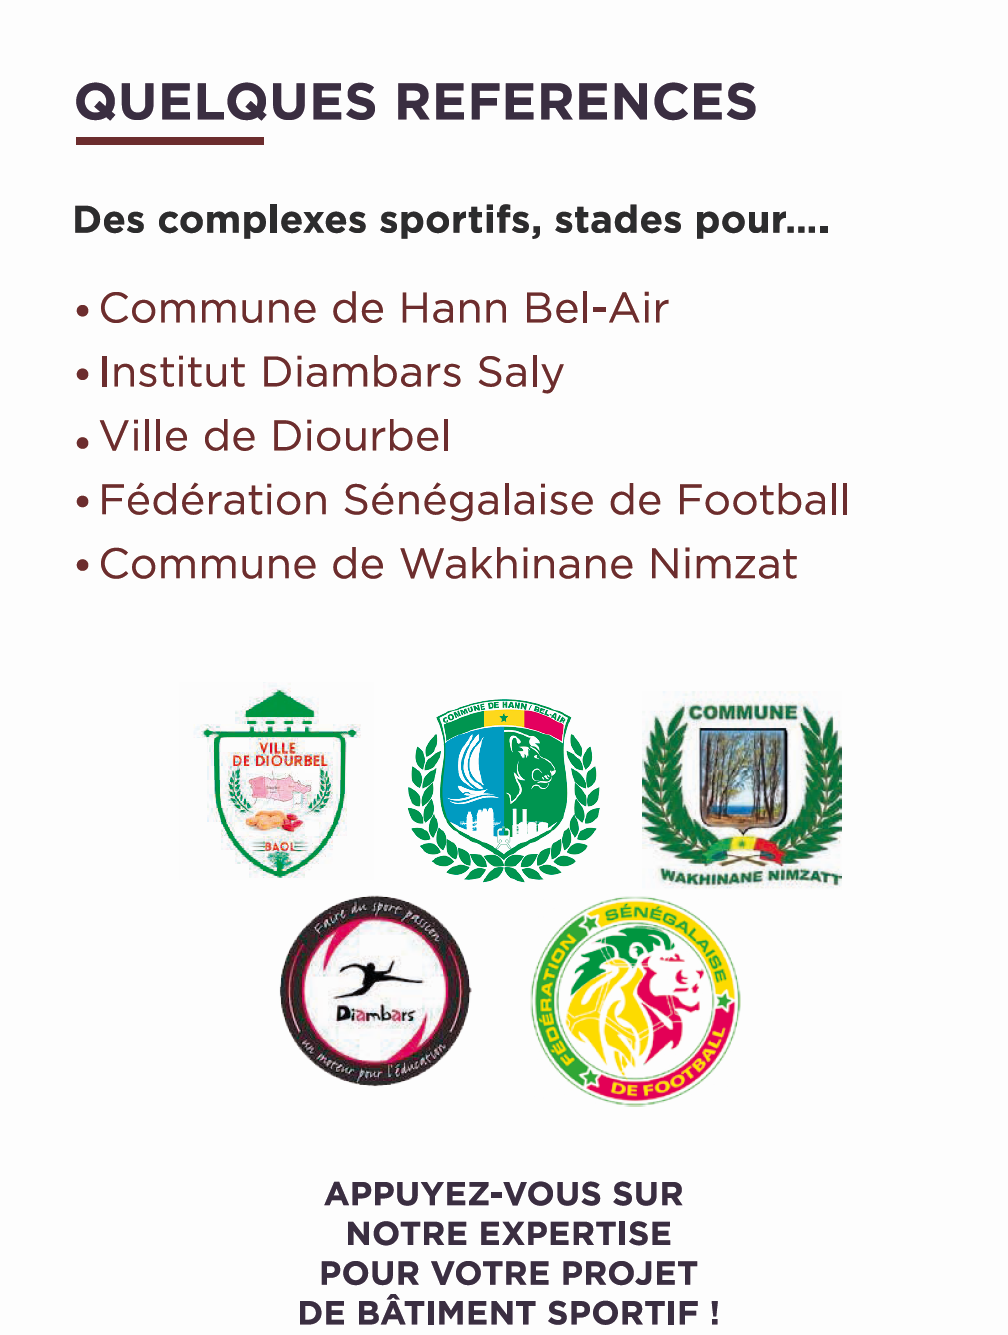 QUELQUES REFERENCES
Des complexes sportifs, stades pour....
• Commune de Hann Bel-Air
• Institut Diambars Saly
• Ville de Diourbel
• Fédération Sénégalaise de Football
• Commune de Wakhinane Nimzat
VILLE
DE DIOURBEL
BAOL
COMMUNE DE HANN / BEL-AIR
COMMUNE
WAKHINANE NIMZATT
Faire du sport passion
Diambars
un moteur pour l'éducation
FÉDÉRATION SÉNÉGALAISE DE FOOTBALL
APPUYEZ-VOUS SUR
NOTRE EXPERTISE
POUR VOTRE PROJET
DE BÂTIMENT SPORTIF !